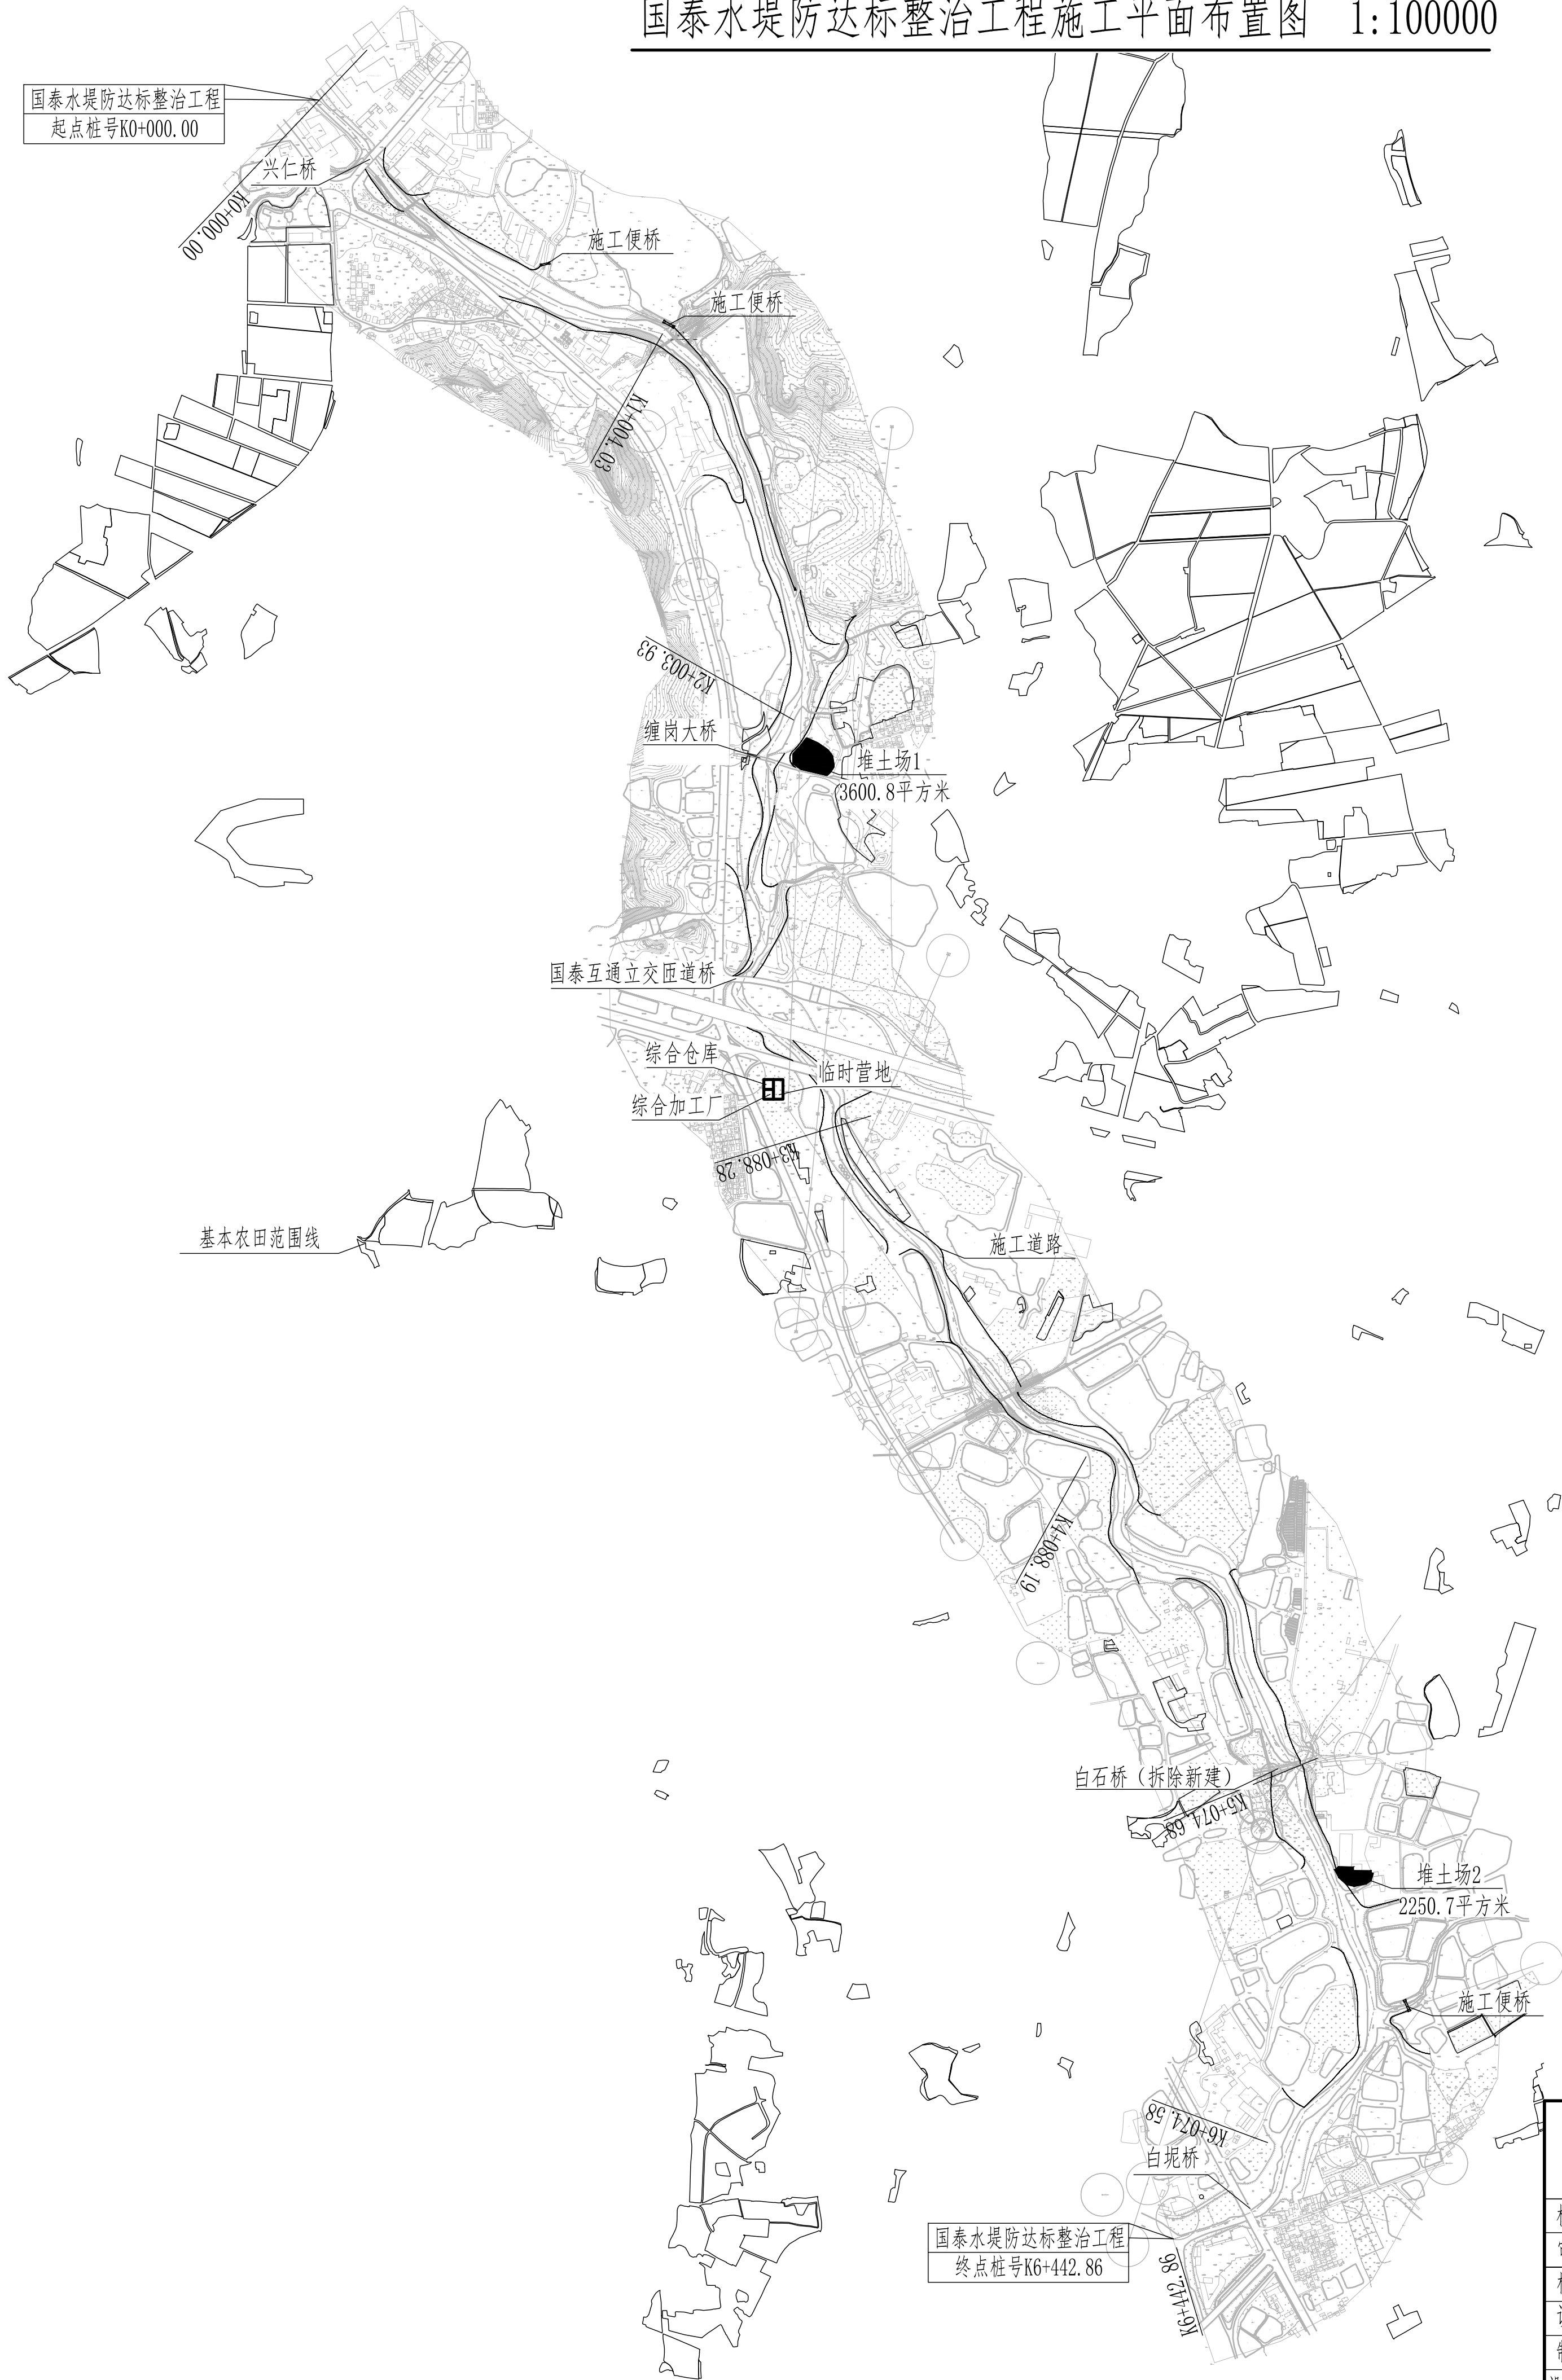 国泰水堤防达标整治工程施工平面布置图 1:100000
国泰水堤防达标整治工程
起点桩号K0+000.00
兴仁桥
K0+000.00
施工便桥
施工便桥
K1+004.03
K2+003.93
缠岗大桥
堆土场1
3600.8平方米
国泰互通立交匝道桥
综合仓库
临时营地
综合加工厂
K3+088.28
基本农田范围线
施工道路
K4+088.19
白石桥（拆除新建）
K5+074.68
堆土场2
2250.7平方米
施工便桥
K6+074.58
白坭桥
国泰水堤防达标整治工程
终点桩号K6+442.86
K6+442.86